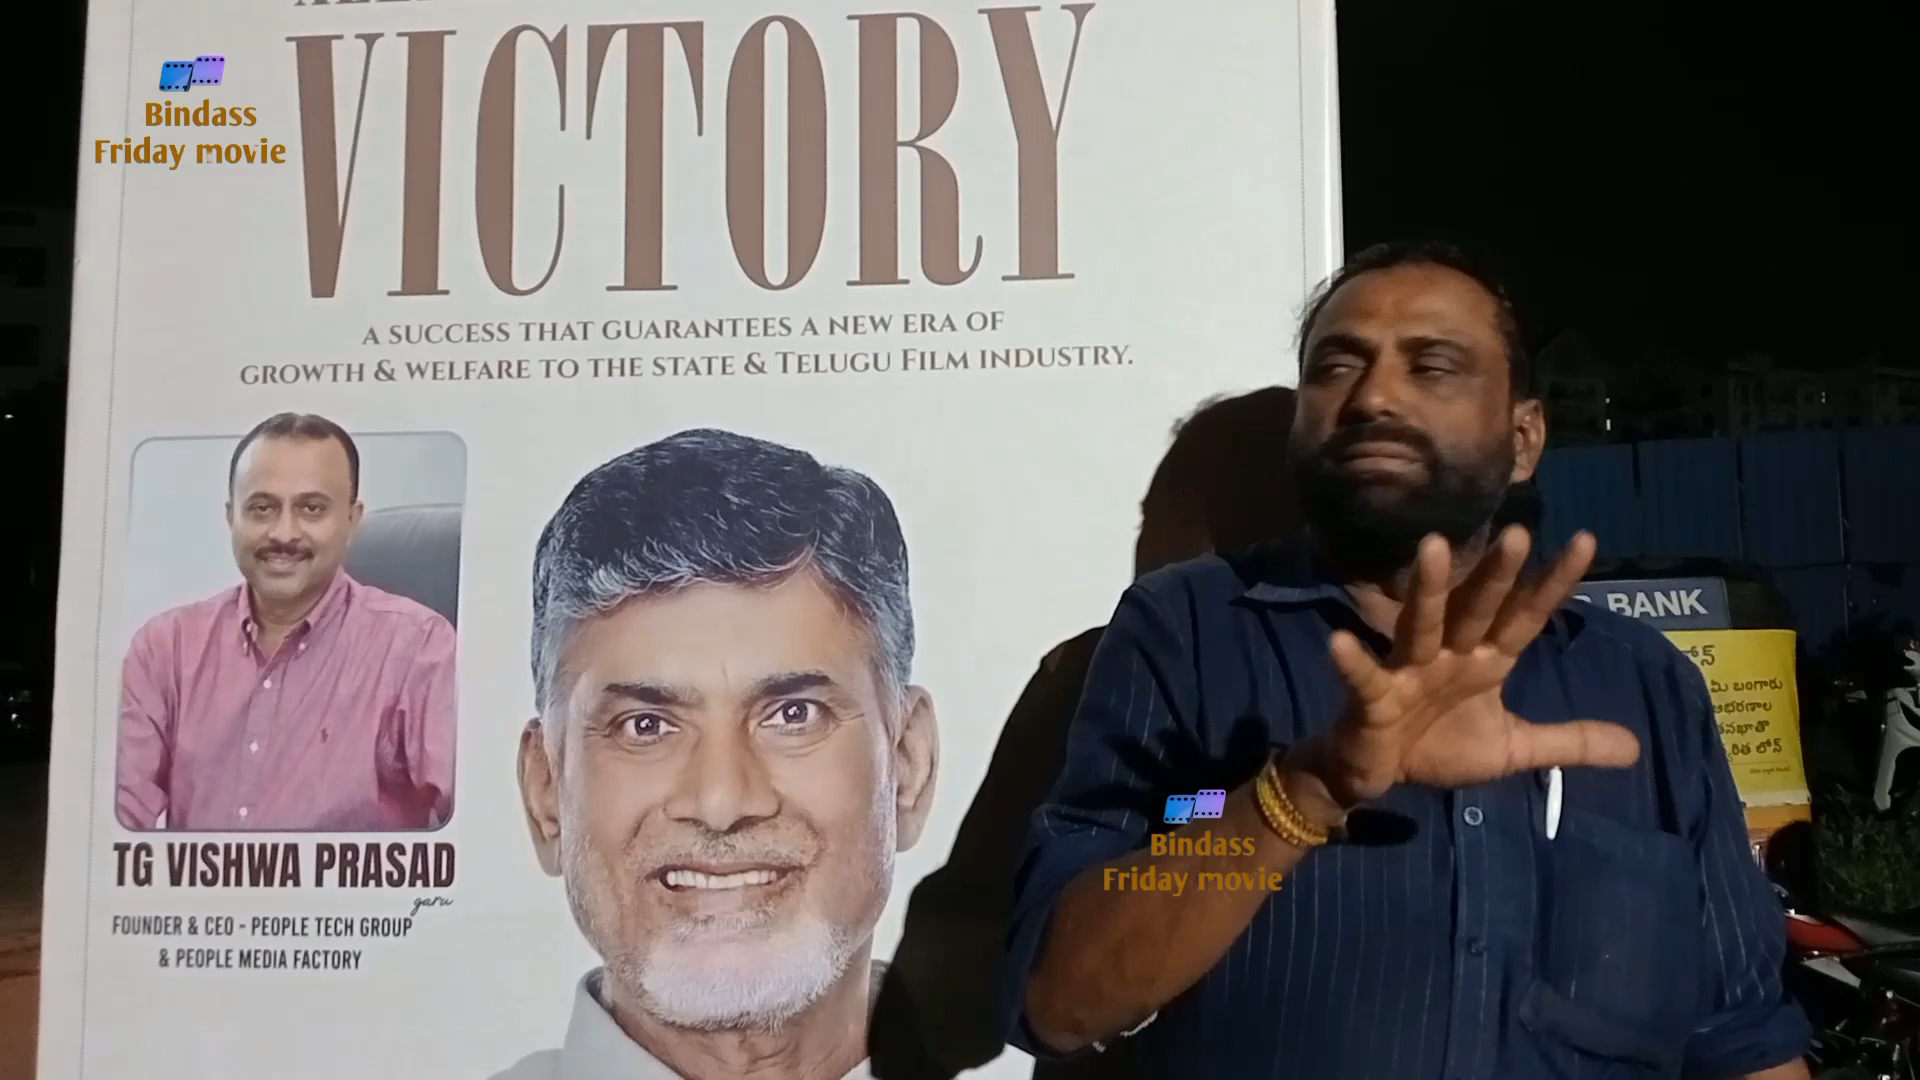 VICTORY
A SUCCESS THAT GUARANTEES A NEW ERA OF
GROWTH & WELFARE TO THE STATE & TELUGU FILM INDUSTRY.
Bindass
Friday movie
TG VISHWA PRASAD
garu
FOUNDER & CEO - PEOPLE TECH GROUP
& PEOPLE MEDIA FACTORY
BANK
మీ బంగారు
ఆభరణాల
లోన్
Bindass
Friday movie